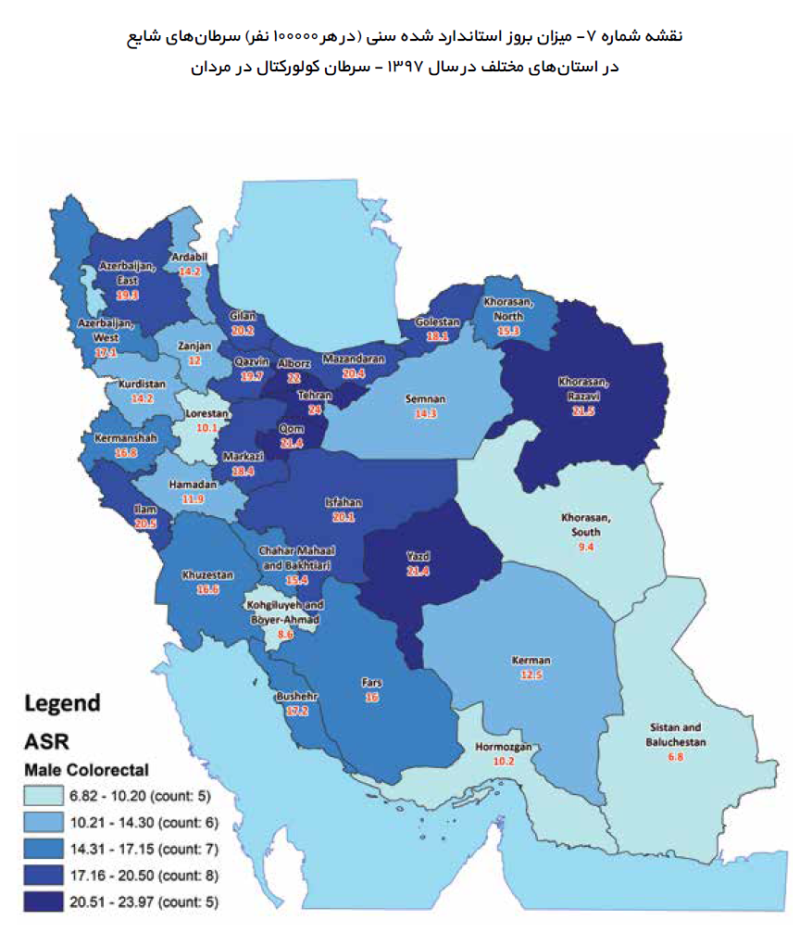 نقشه شماره ۷- میزان بروز استاندارد شده سنی (در هر ۱۰۰۰۰۰ نفر) سرطان‌های شایع
در استان‌های مختلف در سال ۱۳۹۷ - سرطان کولورکتال در مردان
Ardabil
14.2
Azerbaijan,
East
19.3
Azerbaijan,
West
17.1
Gilan
20.2
Golestan
18.1
Khorasan,
North
15.3
Zanjan
12
Qazvin
19.7
Alborz
22
Mazandaran
20.4
Tehran
24
Khorasan,
Razavi
21.5
Kurdistan
14.2
Semnan
14.3
Lorestan
10.1
Qom
21.4
Kermanshah
16.8
Markazi
18.4
Hamadan
11.9
Ilam
20.5
Isfahan
20.1
Khorasan,
South
9.4
Chahar Mahaal
and Bakhtiari
15.4
Yazd
21.4
Khuzestan
16.6
Kohgiluyeh and
Boyer-Ahmad
8.6
Kerman
12.5
Fars
16
Bushehr
17.2
Sistan and
Baluchestan
6.8
Hormozgan
10.2
Legend
ASR
Male Colorectal
6.82 - 10.20 (count: 5)
10.21 - 14.30 (count: 6)
14.31 - 17.15 (count: 7)
17.16 - 20.50 (count: 8)
20.51 - 23.97 (count: 5)